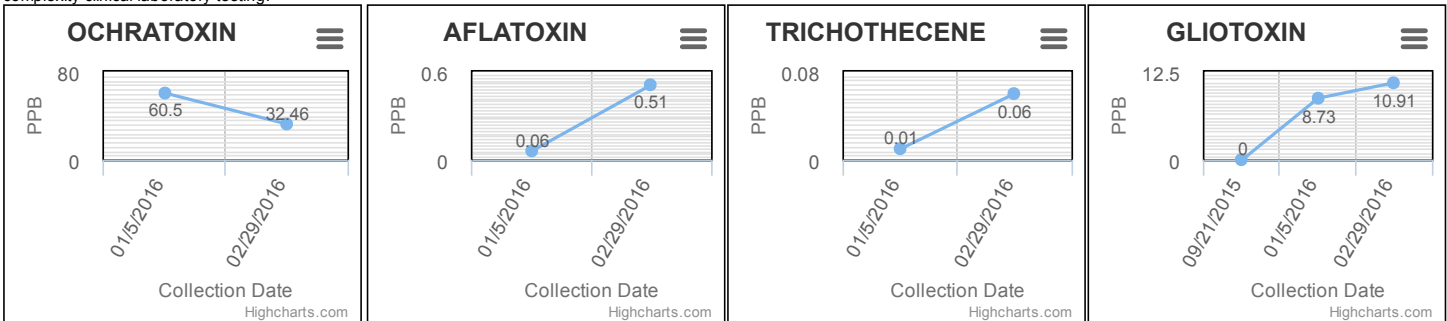 complexity clinical laboratory testing.
OCHRATOXIN
80
PPB
60.5
32.46
0
01/5/2016
02/29/2016
Collection Date
Highcharts.com
AFLATOXIN
0.6
PPB
0.51
0.06
0
01/5/2016
02/29/2016
Collection Date
Highcharts.com
TRICHOTHECENE
0.08
PPB
0.01
0.06
0
01/5/2016
02/29/2016
Collection Date
Highcharts.com
GLIOTOXIN
12.5
PPB
0
8.73
10.91
0
09/21/2015
01/5/2016
02/29/2016
Collection Date
Highcharts.com